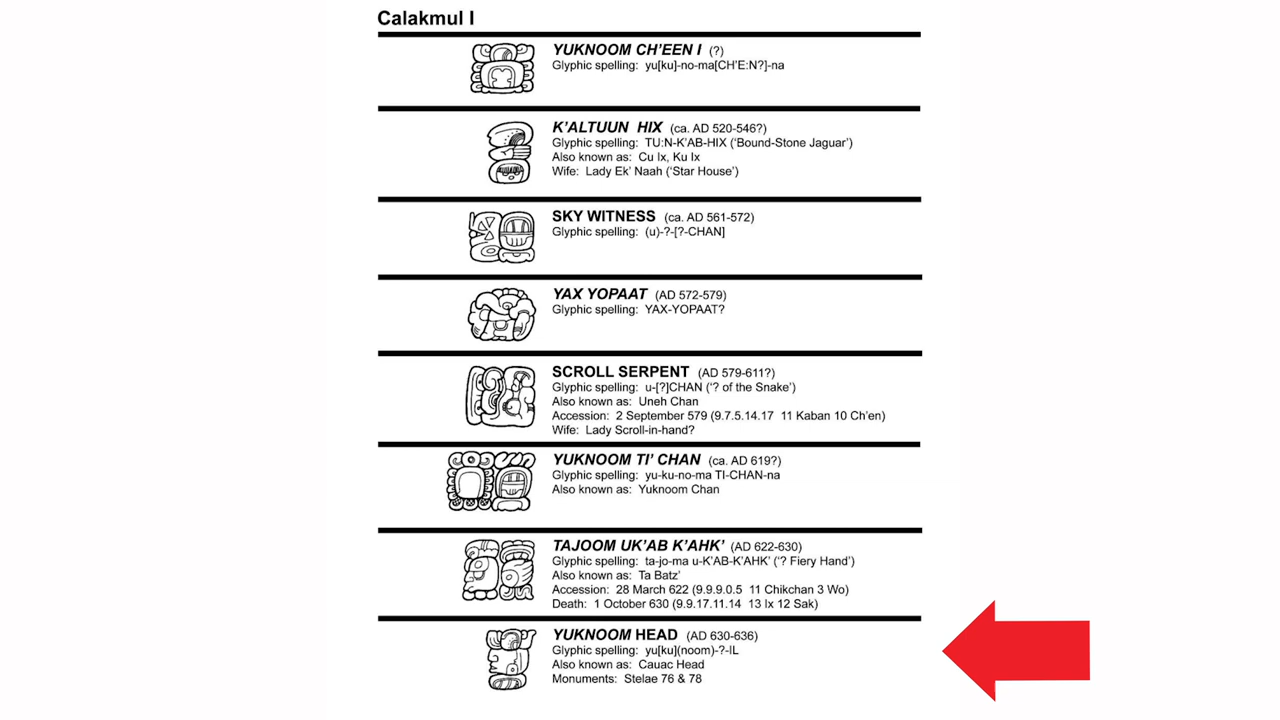 Calakmul I
YUKNOOM CH'EEN I (?)
Glyphic spelling: yu[ku]-no-ma[CH'E:N?]-na
K'ALTUUN HIX (ca. AD 520-546?)
Glyphic spelling: TU:N-K'AB-HIX ('Bound-Stone Jaguar')
Also known as: Cu Ix, Ku Ix
Wife: Lady Ek' Naah ('Star House')
SKY WITNESS (ca. AD 561-572)
Glyphic spelling: (u)-?-[?-CHAN]
YAX YOPAAT (AD 572-579)
Glyphic spelling: YAX-YOPAAT?
SCROLL SERPENT (AD 579-611?)
Glyphic spelling: u-[?]CHAN ('? of the Snake')
Also known as: Uneh Chan
Accession: 2 September 579 (9.7.5.14.17 11 Kaban 10 Ch'en)
Wife: Lady Scroll-in-hand?
YUKNOOM TI' CHAN (ca. AD 619?)
Glyphic spelling: yu-ku-no-ma TI-CHAN-na
Also known as: Yuknoom Chan
TAJOOM UK'AB K'AHK' (AD 622-630)
Glyphic spelling: ta-jo-ma u-K'AB-K'AHK' ('? Fiery Hand')
Also known as: Ta Batz'
Accession: 28 March 622 (9.9.9.0.5 11 Chikchan 3 Wo)
Death: 1 October 630 (9.9.17.11.14 13 Ix 12 Sak)
YUKNOOM HEAD (AD 630-636)
Glyphic spelling: yu[ku](noom)-?-IL
Also known as: Cauac Head
Monuments: Stelae 76 & 78